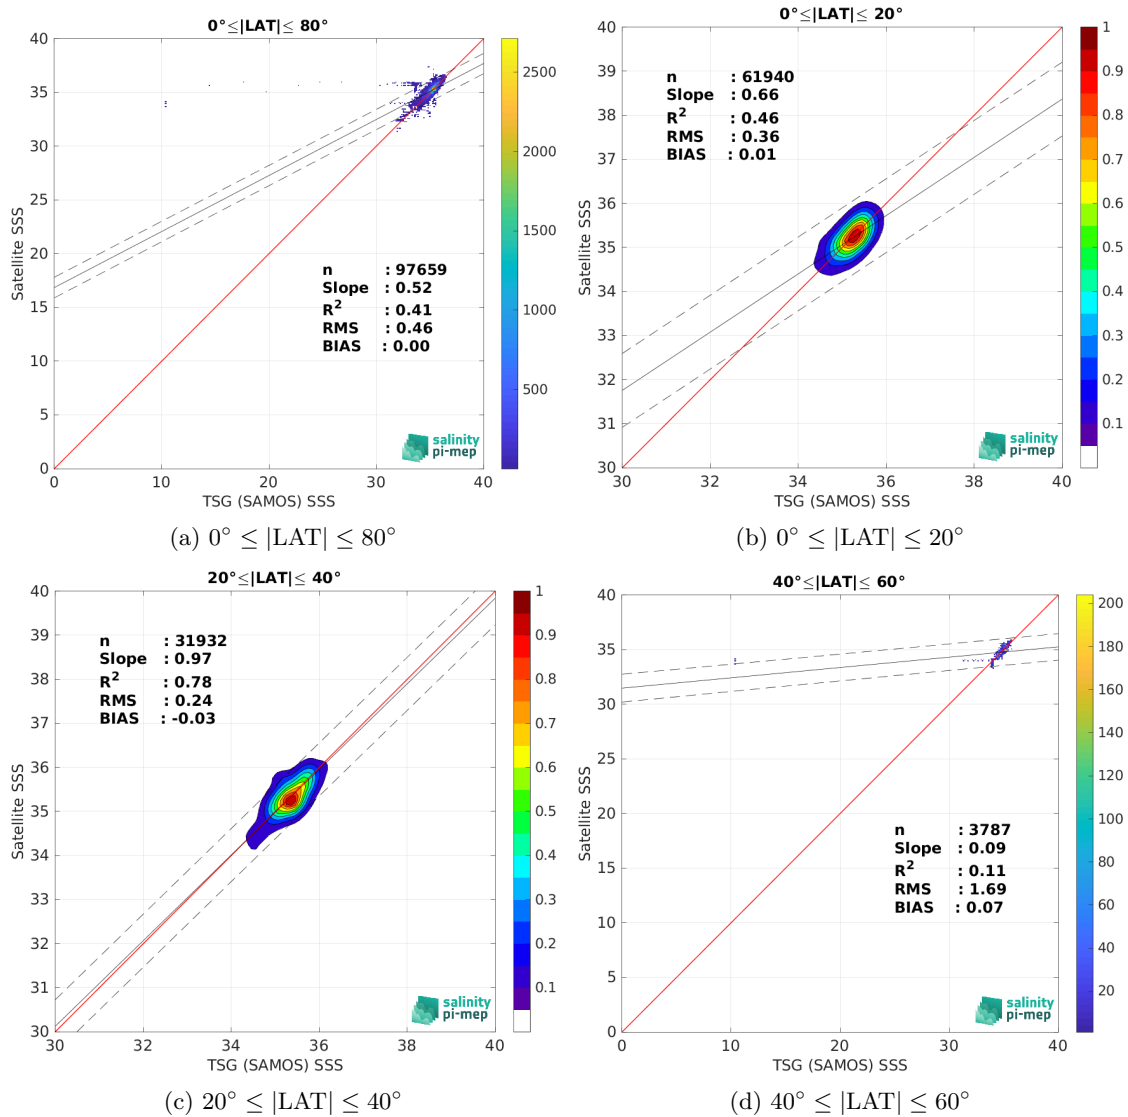 0°≤|LAT|≤ 80°
40
35
30
25
20
15
10
5
0
0
10
20
30
40
Satellite SSS
TSG (SAMOS) SSS
n : 97659
Slope : 0.52
R² : 0.41
RMS : 0.46
BIAS : 0.00
2500
2000
1500
1000
500
salinity
pi-mep
(a) 0° ≤ |LAT| ≤ 80°
0°≤|LAT|≤ 20°
40
39
38
37
36
35
34
33
32
31
30
30
32
34
36
38
40
Satellite SSS
TSG (SAMOS) SSS
n : 61940
Slope : 0.66
R² : 0.46
RMS : 0.36
BIAS : 0.01
1
0.9
0.8
0.7
0.6
0.5
0.4
0.3
0.2
0.1
salinity
pi-mep
(b) 0° ≤ |LAT| ≤ 20°
20°≤|LAT|≤ 40°
40
39
38
37
36
35
34
33
32
31
30
30
32
34
36
38
40
Satellite SSS
TSG (SAMOS) SSS
n : 31932
Slope : 0.97
R² : 0.78
RMS : 0.24
BIAS : -0.03
1
0.9
0.8
0.7
0.6
0.5
0.4
0.3
0.2
0.1
salinity
pi-mep
(c) 20° ≤ |LAT| ≤ 40°
40°≤|LAT|≤ 60°
40
35
30
25
20
15
10
5
0
0
10
20
30
40
Satellite SSS
TSG (SAMOS) SSS
n : 3787
Slope : 0.09
R² : 0.11
RMS : 1.69
BIAS : 0.07
200
180
160
140
120
100
80
60
40
20
salinity
pi-mep
(d) 40° ≤ |LAT| ≤ 60°